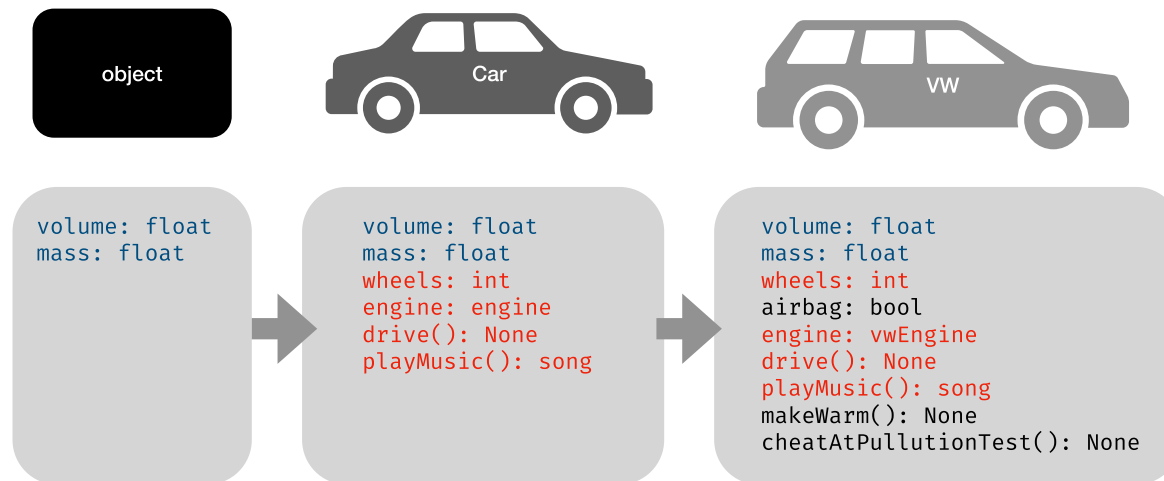 object
Car
VW
volume: float
mass: float
volume: float
mass: float
wheels: int
engine: engine
drive(): None
playMusic(): song
volume: float
mass: float
wheels: int
airbag: bool
engine: vwEngine
drive(): None
playMusic(): song
makeWarm(): None
cheatAtPullutionTest(): None